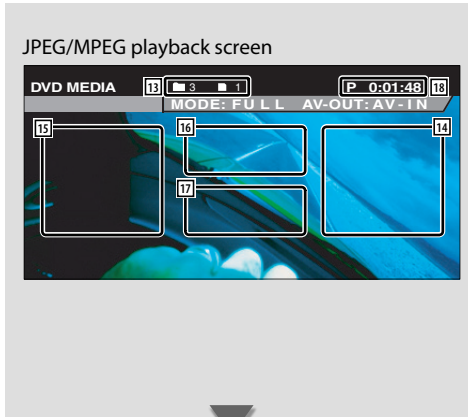 JPEG/MPEG playback screen
DVD MEDIA 13 3 1 P 0:01:48 18
MODE: FULL AV-OUT: AV-IN
15 16 14
17